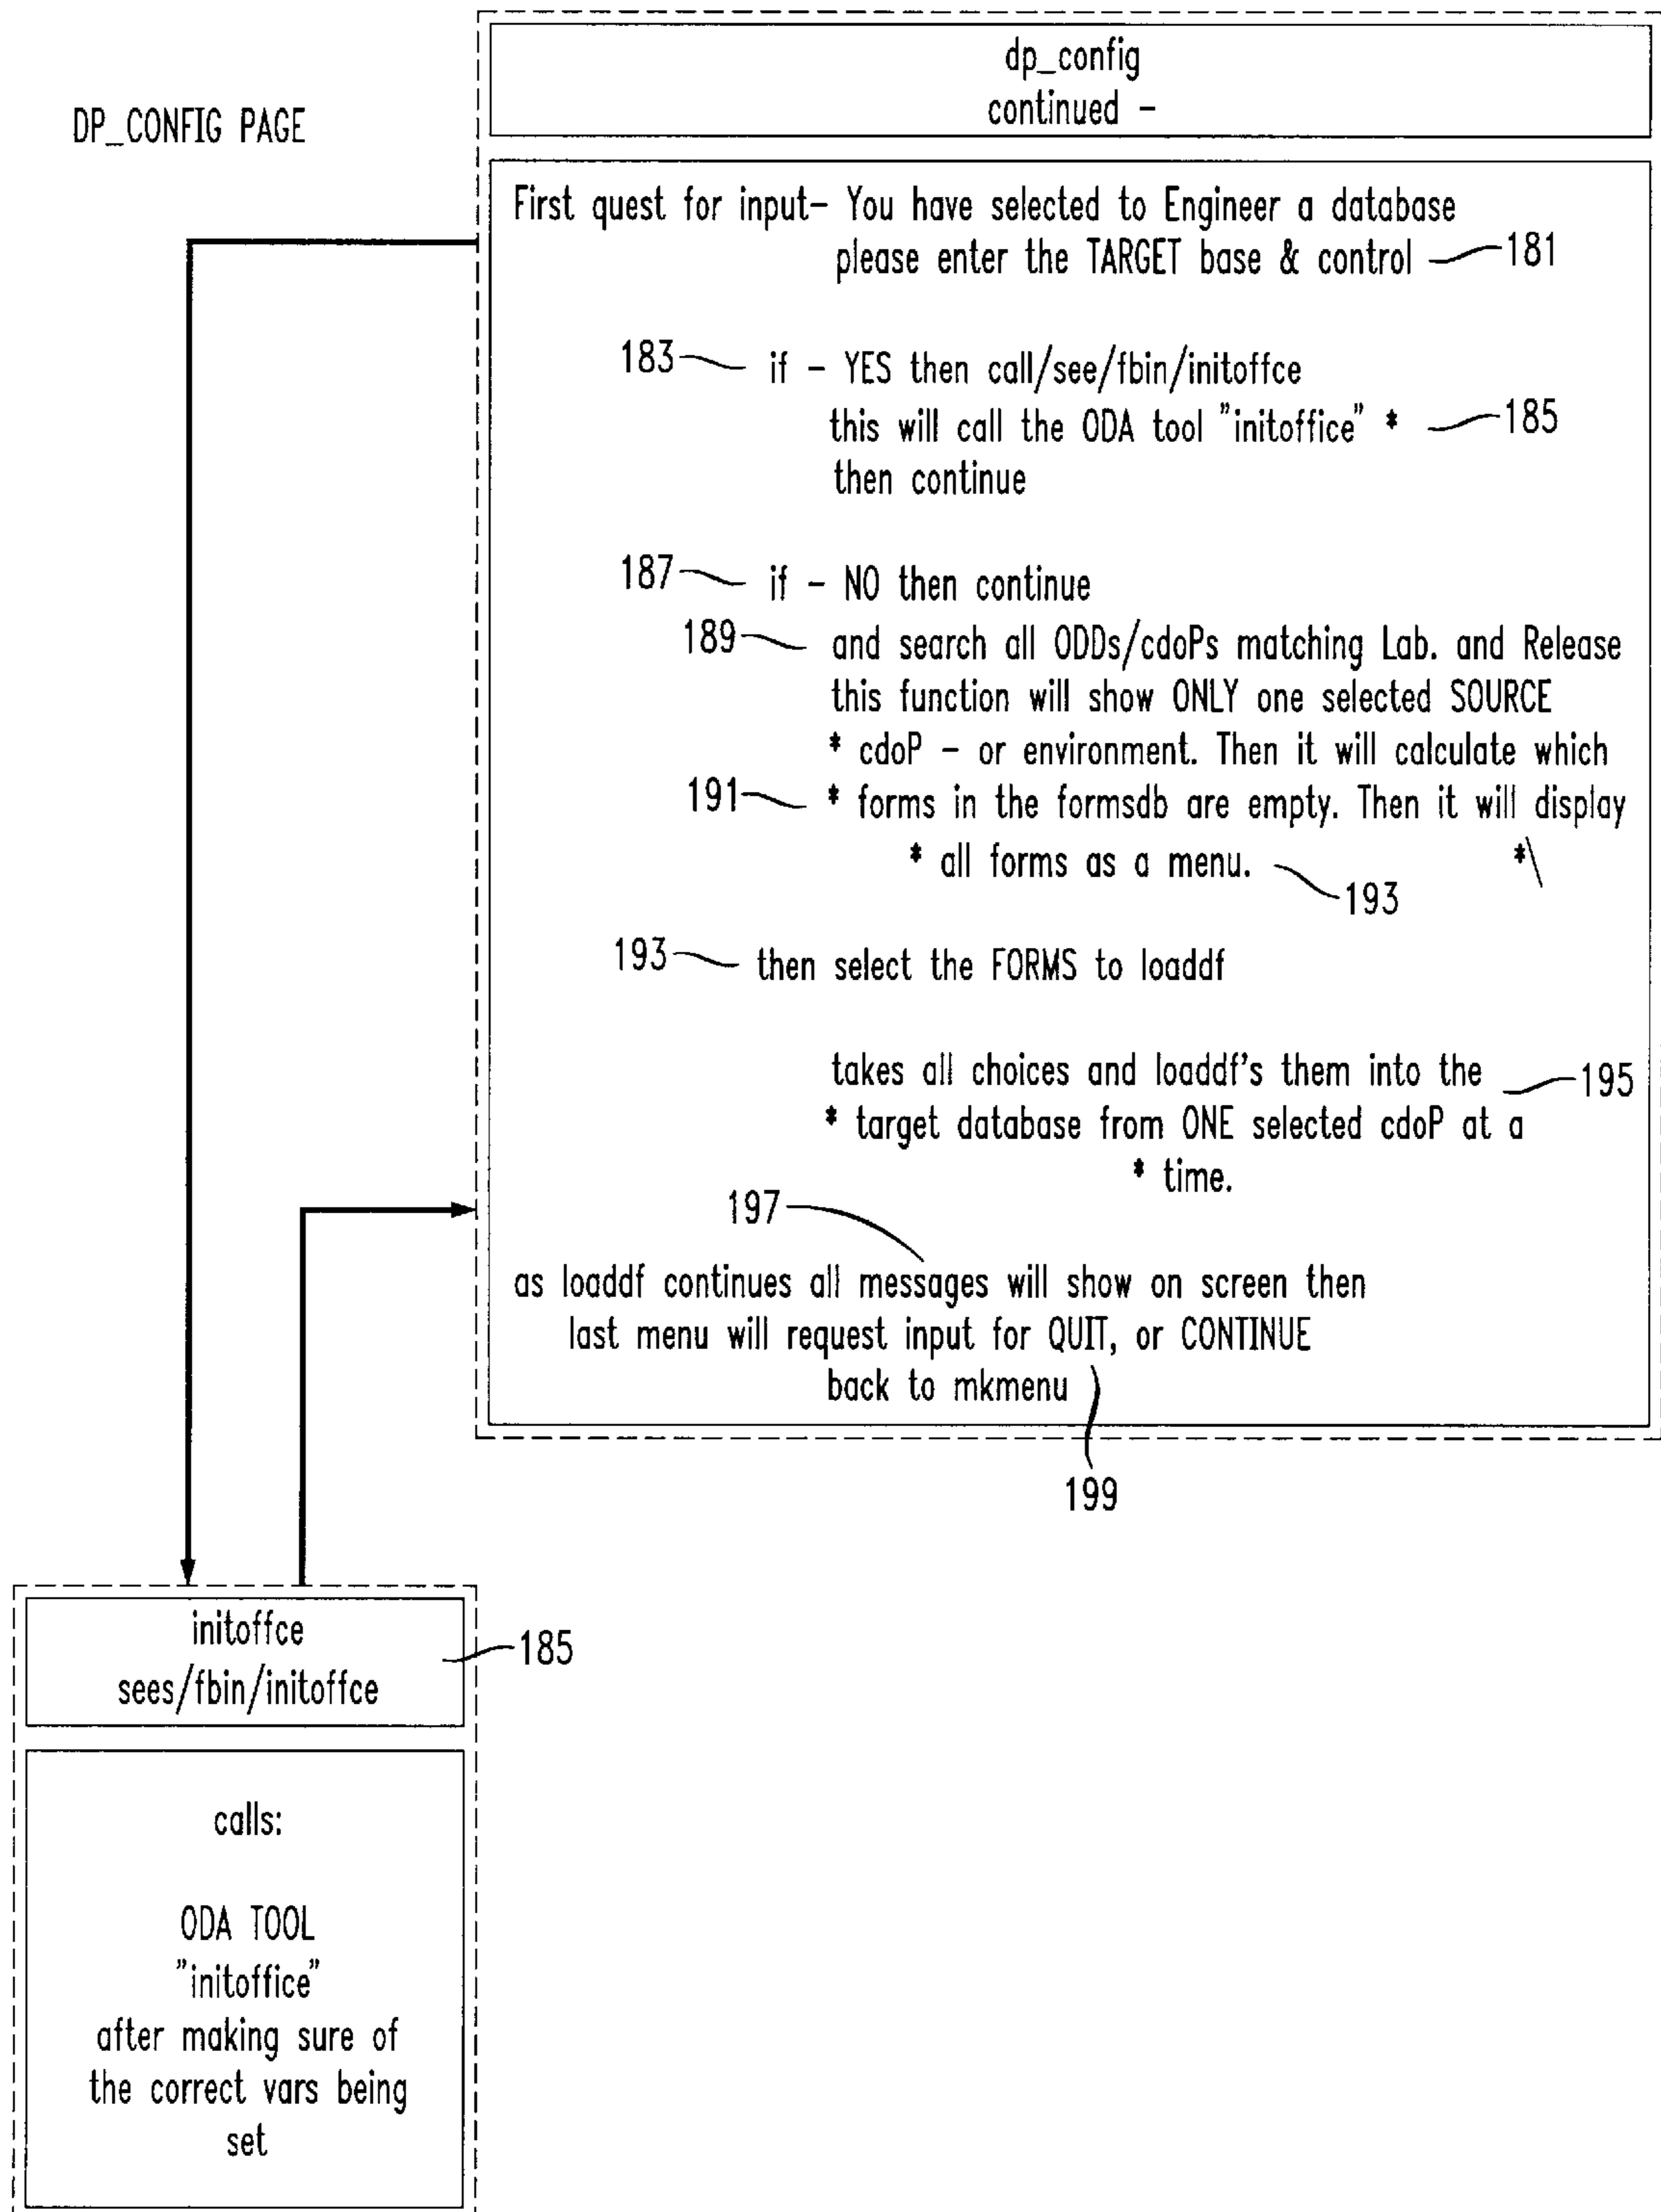 DP_CONFIG PAGE
dp_config
continued -
First quest for input- You have selected to Engineer a database
please enter the TARGET base & control 181
183 if - YES then call/see/fbin/initoffce
this will call the ODA tool "initoffice" * 185
then continue
187 if - NO then continue
189 and search all ODDs/cdoPs matching Lab. and Release
this function will show ONLY one selected SOURCE
* cdoP - or environment. Then it will calculate which
191 * forms in the formsdb are empty. Then it will display
* all forms as a menu. *\
193
193 then select the FORMS to loaddf
takes all choices and loaddf's them into the 195
* target database from ONE selected cdoP at a
* time.
197
as loaddf continues all messages will show on screen then
last menu will request input for QUIT, or CONTINUE
back to mkmenu
199
initoffce
sees/fbin/initoffce
185
calls:
ODA TOOL
"initoffice"
after making sure of
the correct vars being
set